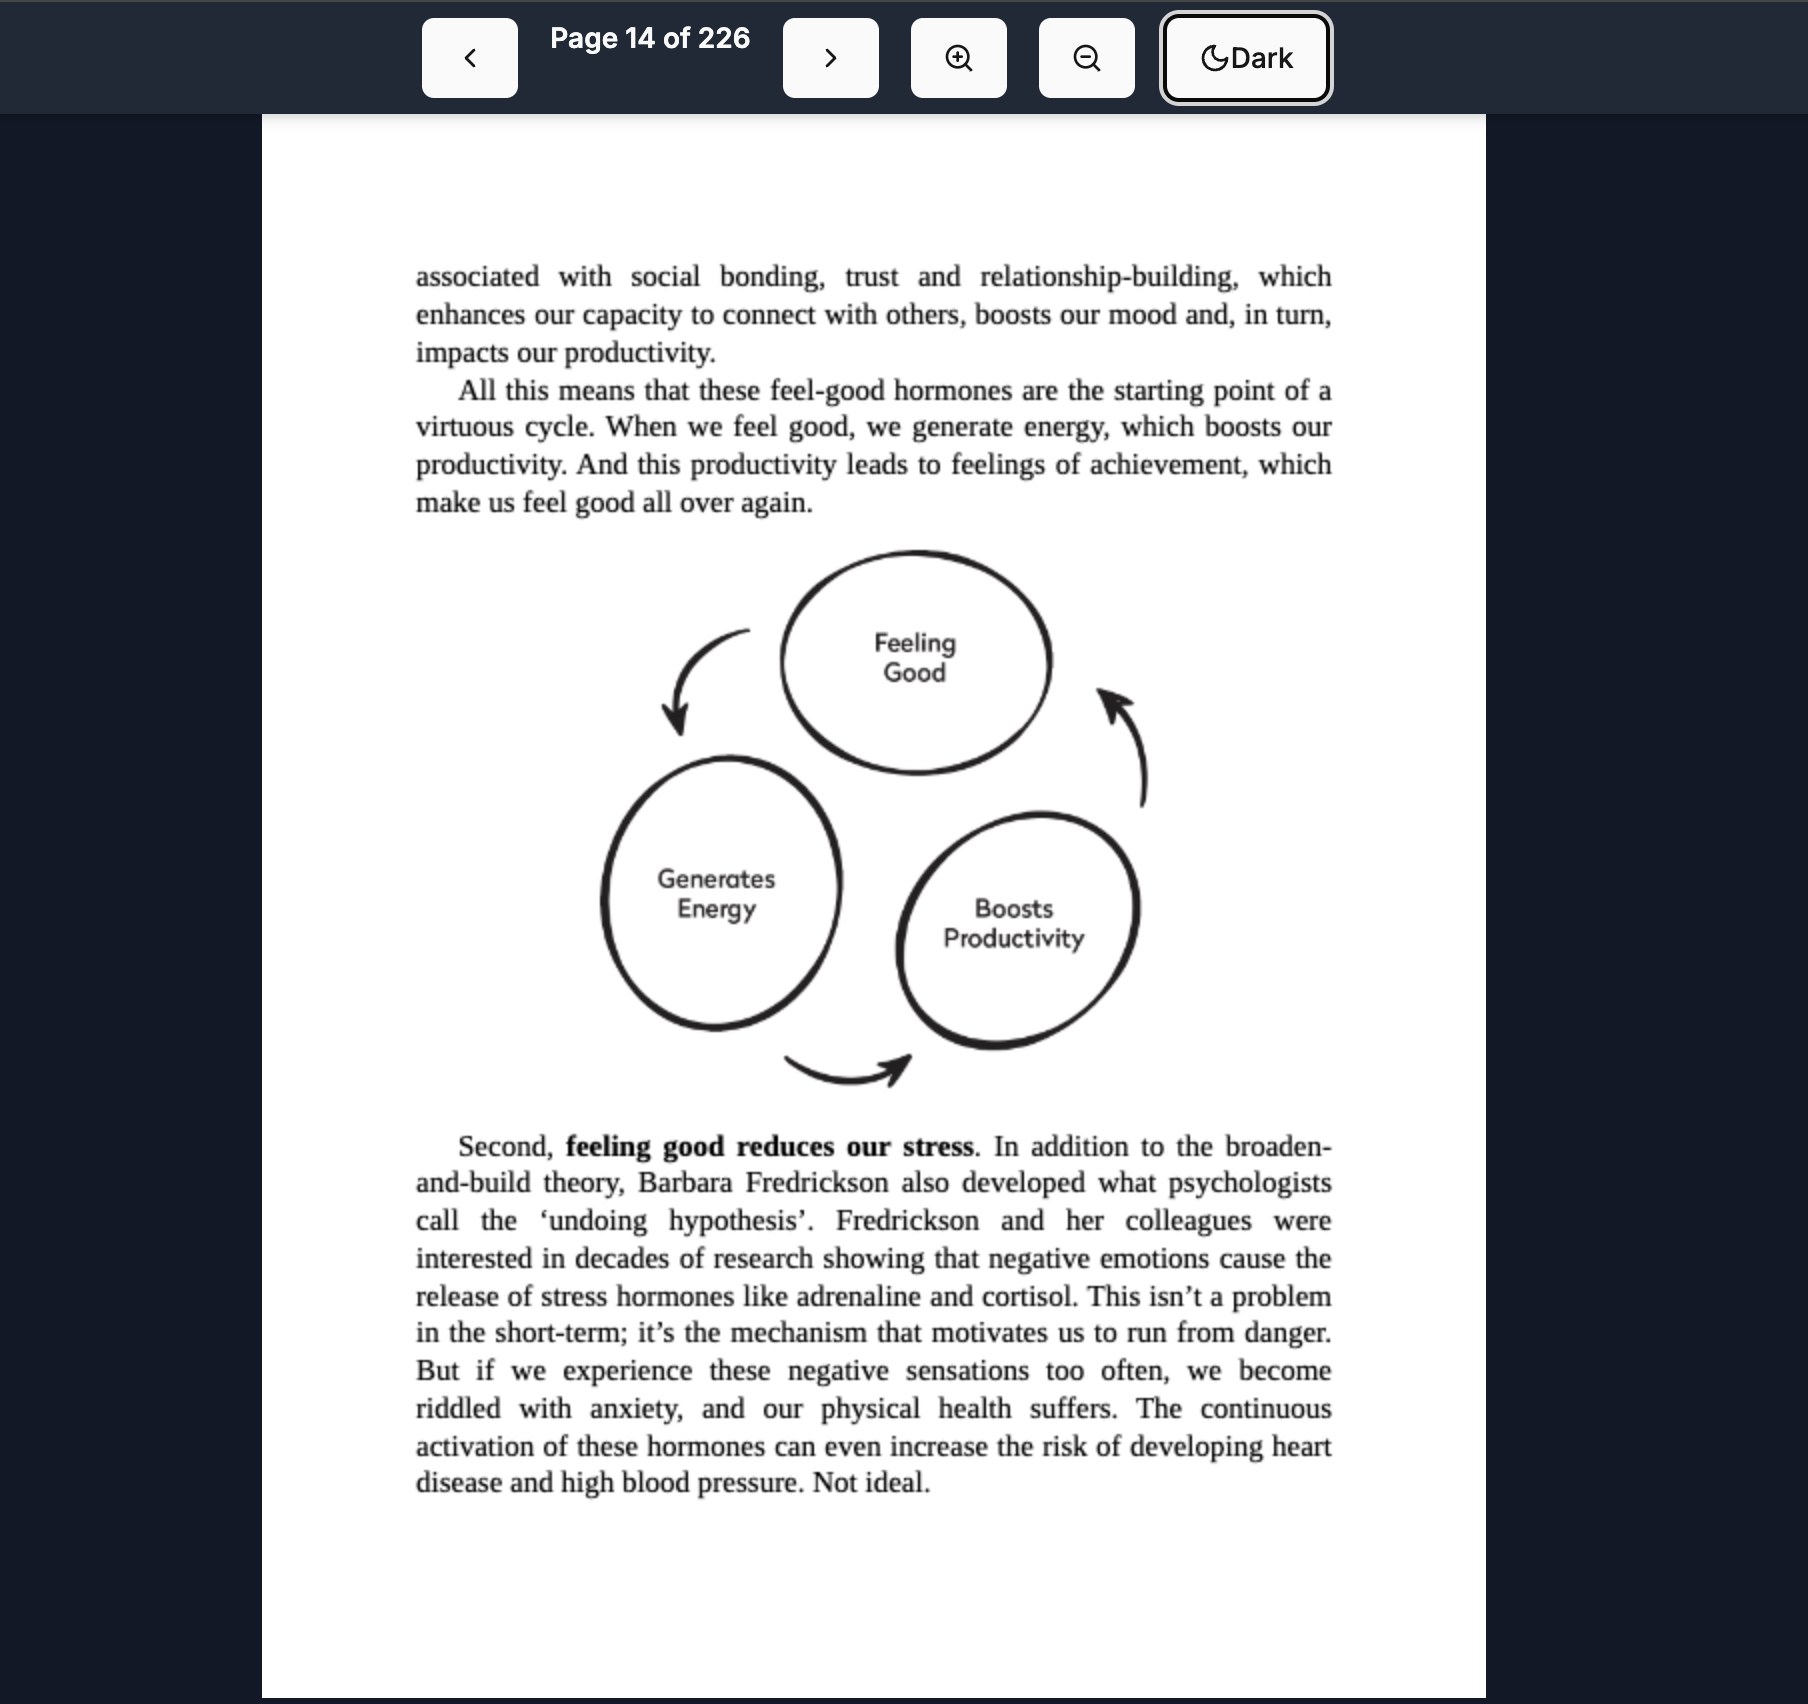 Page 14 of 226
Dark
associated with social bonding, trust and relationship-building, which
enhances our capacity to connect with others, boosts our mood and, in turn,
impacts our productivity.
All this means that these feel-good hormones are the starting point of a
virtuous cycle. When we feel good, we generate energy, which boosts our
productivity. And this productivity leads to feelings of achievement, which
make us feel good all over again.
Feeling
Good
Generates
Energy
Boosts
Productivity
Second, feeling good reduces our stress. In addition to the broaden-
and-build theory, Barbara Fredrickson also developed what psychologists
call the ‘undoing hypothesis’. Fredrickson and her colleagues were
interested in decades of research showing that negative emotions cause the
release of stress hormones like adrenaline and cortisol. This isn’t a problem
in the short-term; it’s the mechanism that motivates us to run from danger.
But if we experience these negative sensations too often, we become
riddled with anxiety, and our physical health suffers. The continuous
activation of these hormones can even increase the risk of developing heart
disease and high blood pressure. Not ideal.